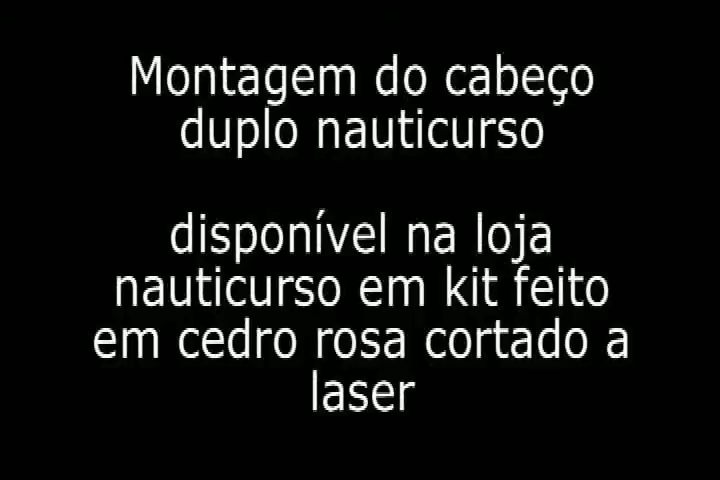 Montagem do cabeço
duplo nauticurso
disponível na loja
nauticurso em kit feito
em cedro rosa cortado a
laser